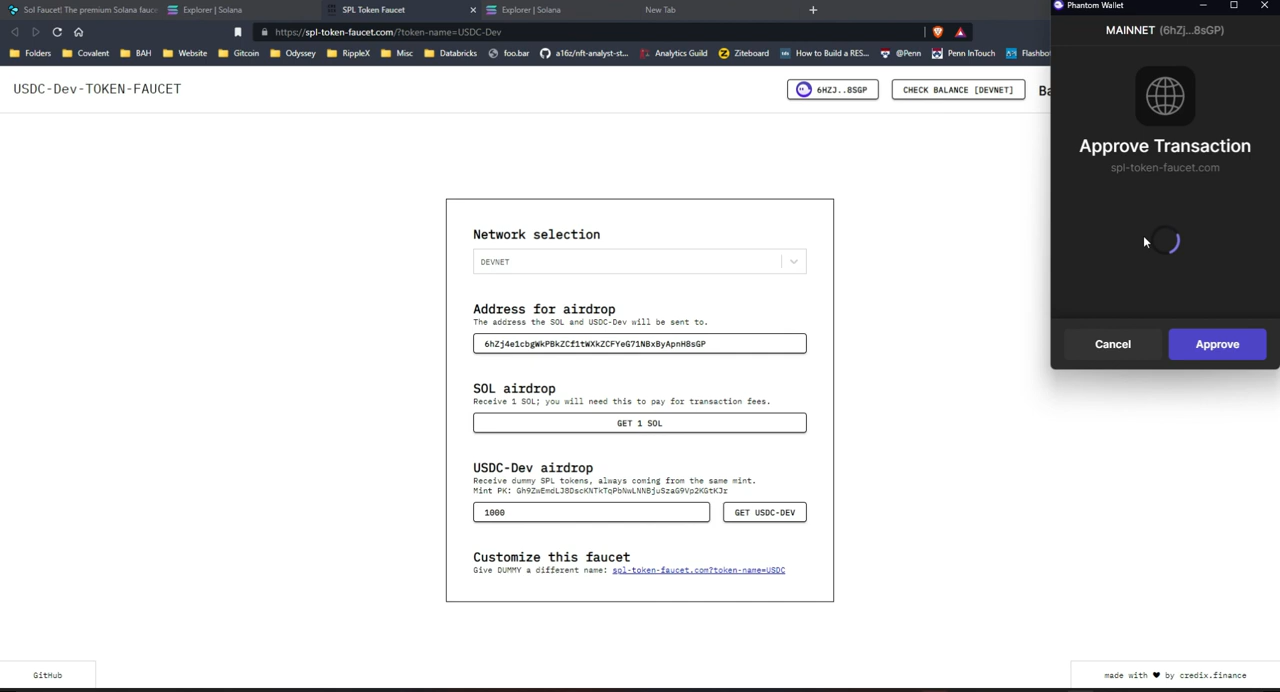 Sol Faucet! The premium Solana fauc
Explorer | Solana
SPL Token Faucet
Explorer | Solana
New Tab
Phantom Wallet
https://spl-token-faucet.com/?token-name=USDC-Dev
Folders
Covalent
BAH
Website
Gitcoin
Odyssey
RippleX
Misc
Databricks
foo.bar
a16z/nft-analyst-st...
Analytics Guild
Ziteboard
How to Build a RES...
@Penn
Penn InTouch
Flashbot
MAINNET (6hZj...8sGP)
USDC-Dev-TOKEN-FAUCET
6HZJ..8SGP
CHECK BALANCE [DEVNET]
Ba
Approve Transaction
spl-token-faucet.com
Cancel
Approve
Network selection
DEVNET
Address for airdrop
The address the SOL and USDC-Dev will be sent to.
6hZj4e1cbgWkPBkZCf1tWXkZCFYeG71NBxByApnH8sGP
SOL airdrop
Receive 1 SOL; you will need this to pay for transaction fees.
GET 1 SOL
USDC-Dev airdrop
Receive dummy SPL tokens, always coming from the same mint.
Mint PK: Gh9ZwEmdLJ8DscKNTkTqPbNwLNNBjuSzaG9Vp2KGtKJr
1000
GET USDC-DEV
Customize this faucet
Give DUMMY a different name: spl-token-faucet.com?token-name=USDC
GitHub
made with ♥ by credix.finance